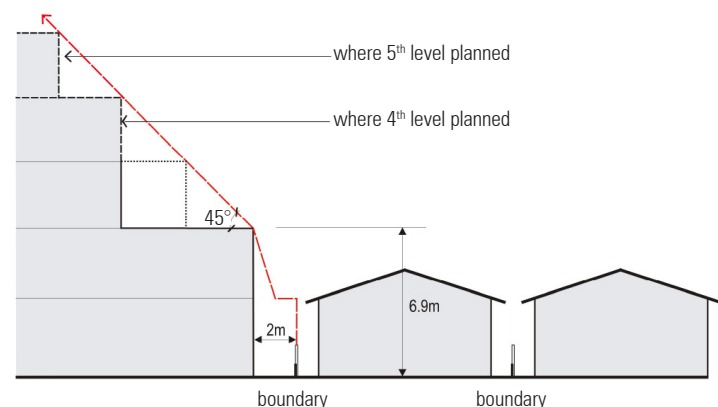 where 5th level planned
where 4th level planned
45°
6.9m
2m
boundary
boundary